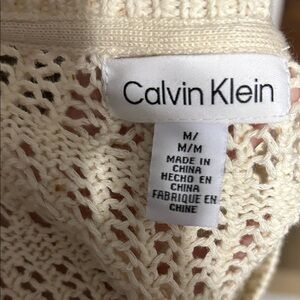 Calvin Klein
M/
M/M
MADE IN
CHINA
HECHO EN
CHINA
FABRIQUE EN
CHINE